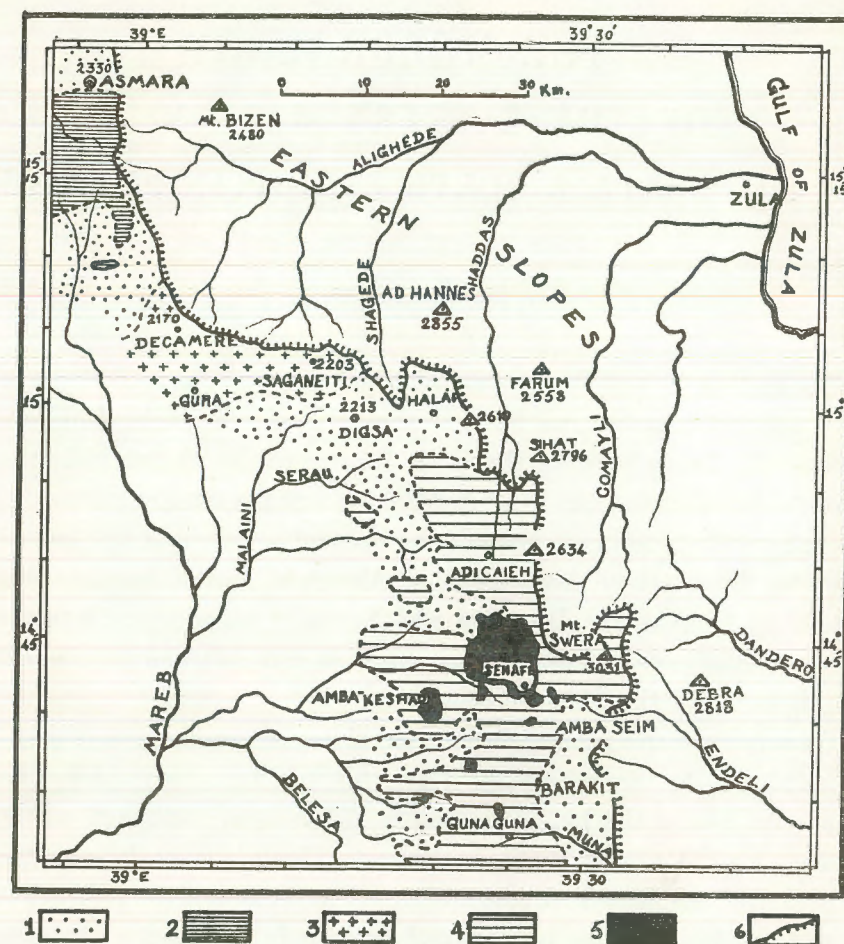 39°E
39°30
2330
ASMARA
0 10 20 30 Km.
Mt. BIZEN
2480
GULF OF ZULA
EASTERN SLOPES
ALIGHEDE
15° 15
15° 15
ZULA
HADDAS
SHAGEDE
AD HANNES
2855
2170
DECAMERE
2203
SAGANEITI
FARUM
2558
GURA
15°
15°
2213
DIGSA
HALAI
2619
SIHAT
2796
COMAYLI
SERAU
MALAINI
2634
ADICAIEH
Mt. SWERA
3031
14° 45
14° 45
SENAFE
DANDERO
DEBRA
2818
AMBA KESHAD
AMBA SEIM
MAREB
ENDELI
BELESA
BARAKIT
GUNAGUNA
MUNA
39°E
39°30
1 2 3 4 5 6